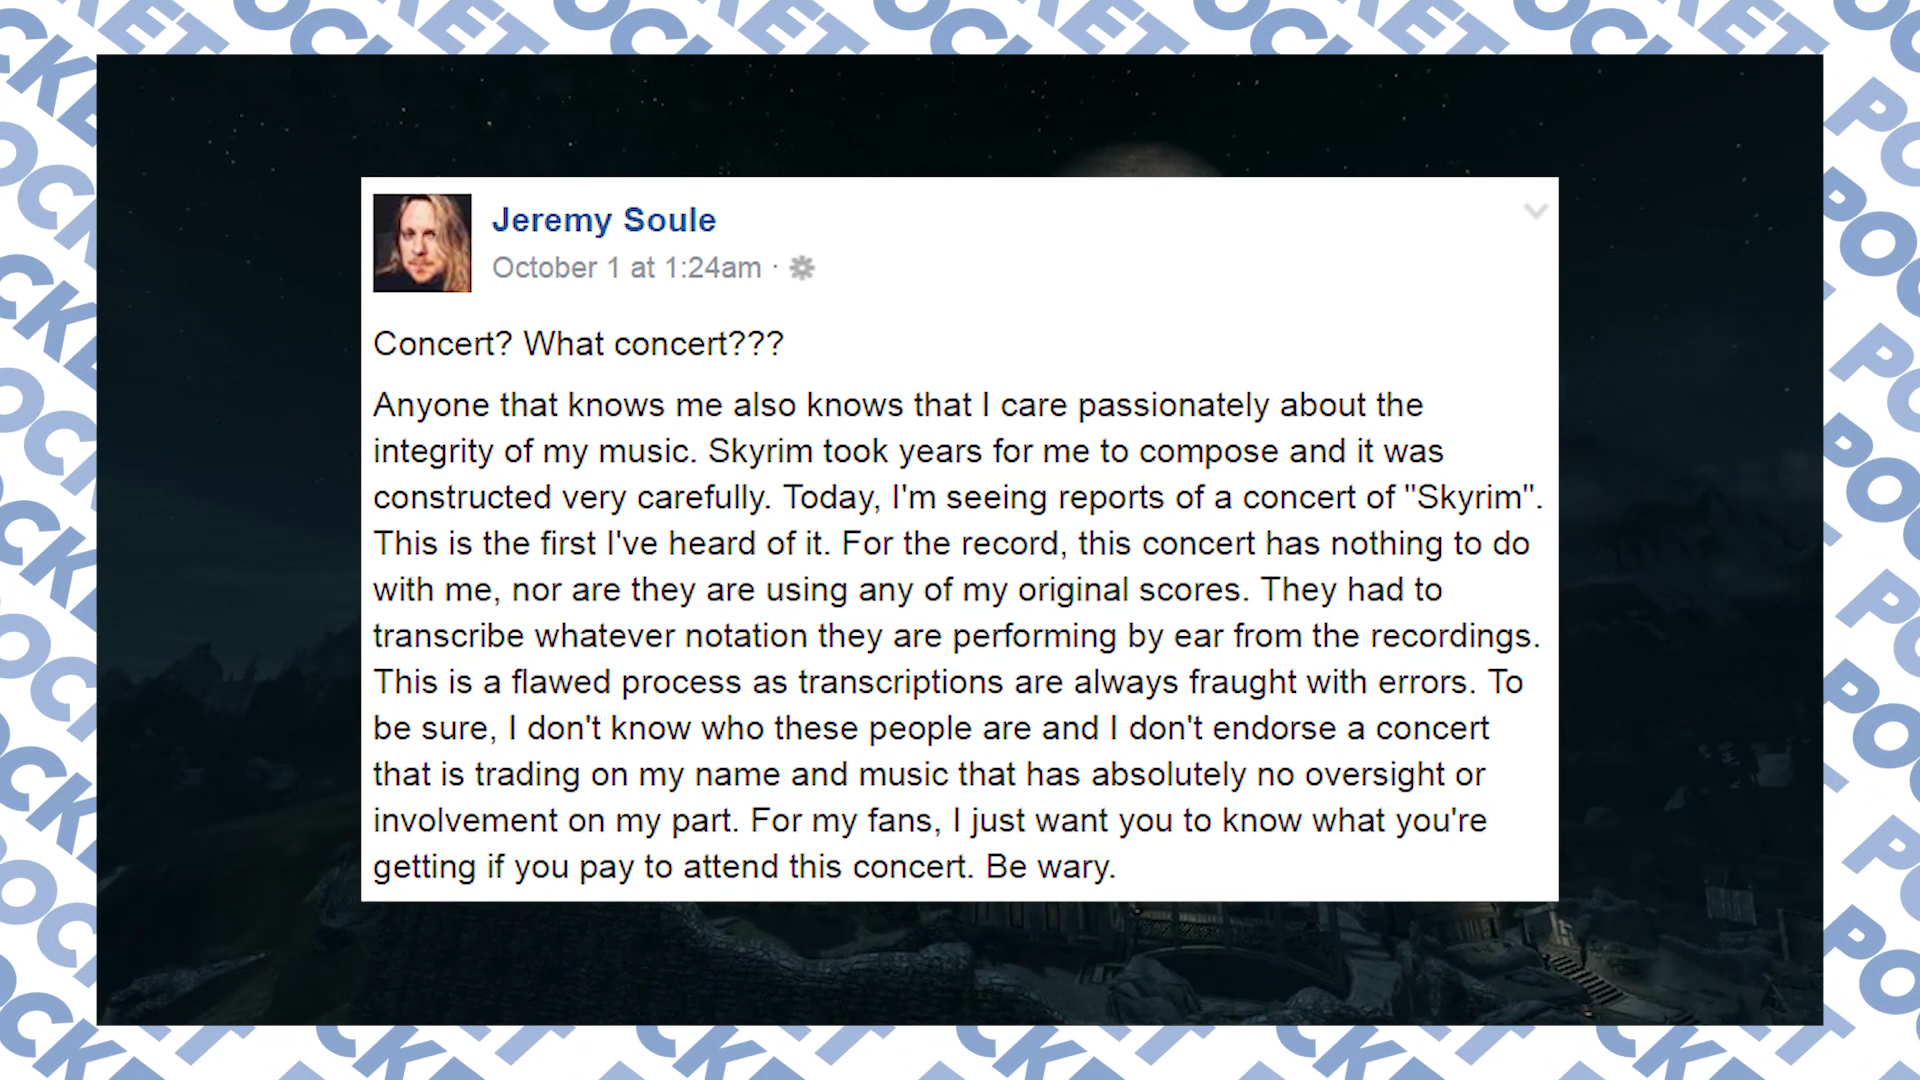 Jeremy Soule
October 1 at 1:24am ·
Concert? What concert???
Anyone that knows me also knows that I care passionately about the
integrity of my music. Skyrim took years for me to compose and it was
constructed very carefully. Today, I'm seeing reports of a concert of "Skyrim".
This is the first I've heard of it. For the record, this concert has nothing to do
with me, nor are they are using any of my original scores. They had to
transcribe whatever notation they are performing by ear from the recordings.
This is a flawed process as transcriptions are always fraught with errors. To
be sure, I don't know who these people are and I don't endorse a concert
that is trading on my name and music that has absolutely no oversight or
involvement on my part. For my fans, I just want you to know what you're
getting if you pay to attend this concert. Be wary.